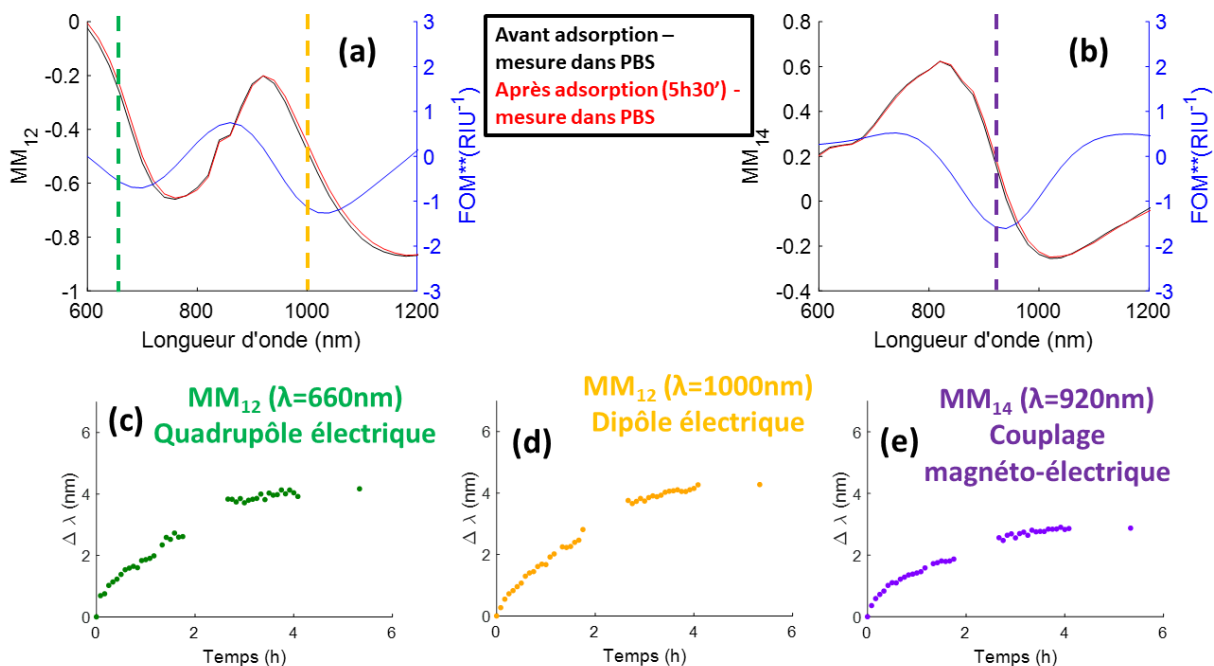 (a)
0
-0.2
-0.4
-0.6
-0.8
-1
MM12
3
2
1
0
-1
-2
-3
FOM**(RIU-1)
600
800
1000
1200
Longueur d'onde (nm)
Avant adsorption –
mesure dans PBS
Après adsorption (5h30’) -
mesure dans PBS
(b)
0.8
0.6
0.4
0.2
0
-0.2
-0.4
MM14
3
2
1
0
-1
-2
-3
FOM**(RIU-1)
600
800
1000
1200
Longueur d'onde (nm)
(c)
MM12 (λ=660nm)
Quadrupôle électrique
6
4
2
0
Δ λ (nm)
0
2
4
6
Temps (h)
(d)
MM12 (λ=1000nm)
Dipôle électrique
6
4
2
0
Δ λ (nm)
0
2
4
6
Temps (h)
(e)
MM14 (λ=920nm)
Couplage
magnéto-électrique
6
4
2
0
Δ λ (nm)
0
2
4
6
Temps (h)